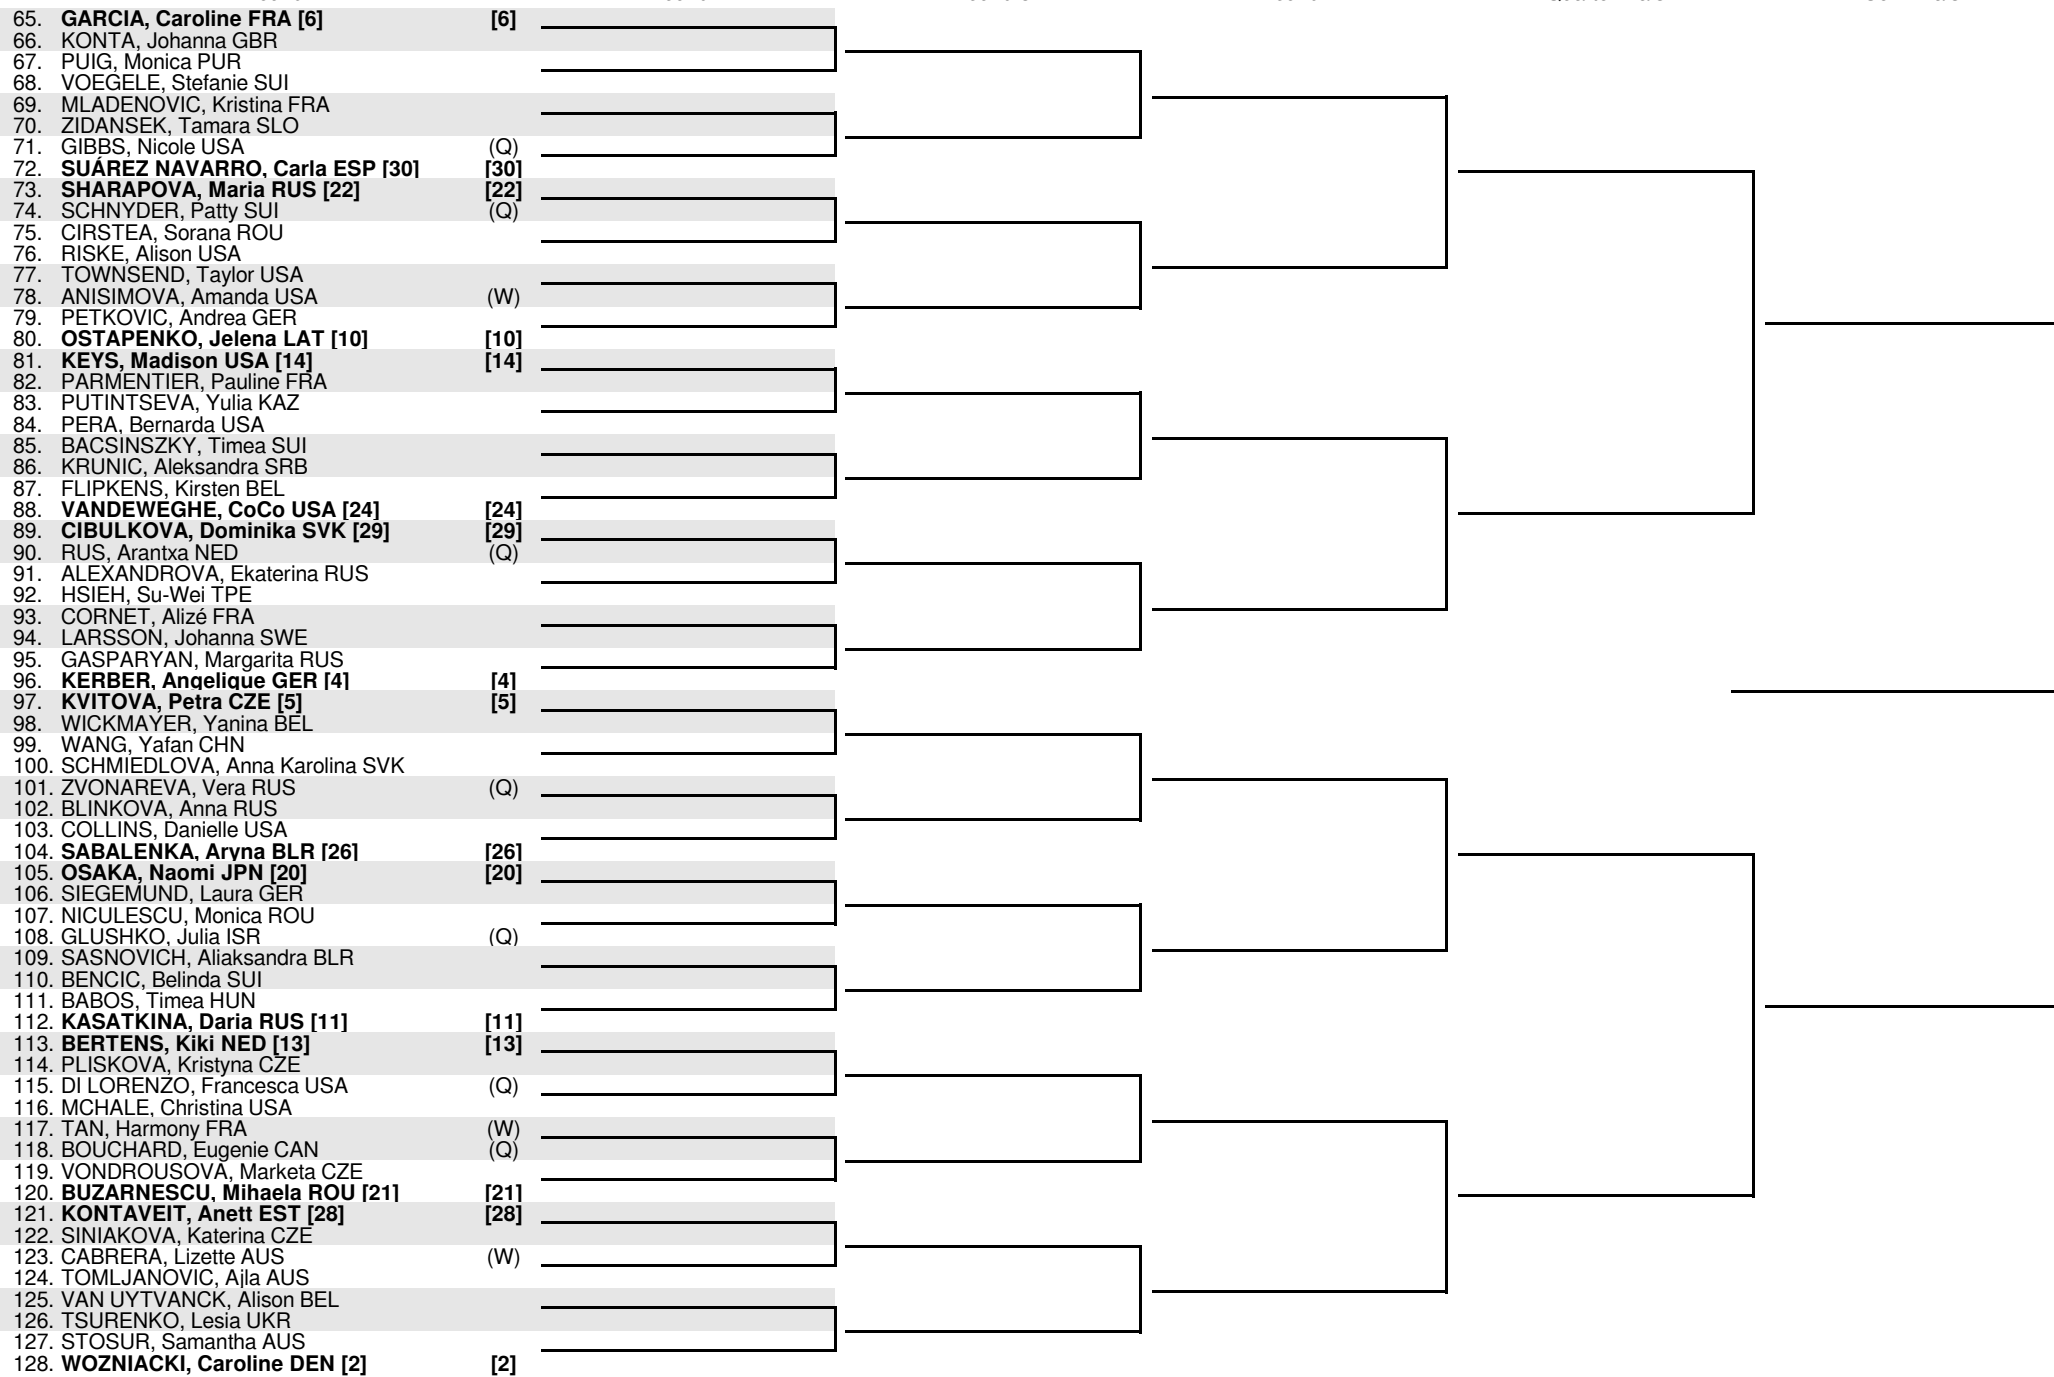 65. GARCIA, Caroline FRA [6] [6]
66. KONTA, Johanna GBR
67. PUIG, Monica PUR
68. VOEGELE, Stefanie SUI
69. MLADENOVIC, Kristina FRA
70. ZIDANSEK, Tamara SLO
71. GIBBS, Nicole USA (Q)
72. SUÁREZ NAVARRO, Carla ESP [30] [30]
73. SHARAPOVA, Maria RUS [22] [22]
74. SCHNYDER, Patty SUI (Q)
75. CIRSTEA, Sorana ROU
76. RISKE, Alison USA
77. TOWNSEND, Taylor USA
78. ANISIMOVA, Amanda USA (W)
79. PETKOVIC, Andrea GER
80. OSTAPENKO, Jelena LAT [10] [10]
81. KEYS, Madison USA [14] [14]
82. PARMENTIER, Pauline FRA
83. PUTINTSEVA, Yulia KAZ
84. PERA, Bernarda USA
85. BACSINSZKY, Timea SUI
86. KRUNIC, Aleksandra SRB
87. FLIPKENS, Kirsten BEL
88. VANDEWEGHE, CoCo USA [24] [24]
89. CIBULKOVA, Dominika SVK [29] [29]
90. RUS, Arantxa NED (Q)
91. ALEXANDROVA, Ekaterina RUS
92. HSIEH, Su-Wei TPE
93. CORNET, Alizé FRA
94. LARSSON, Johanna SWE
95. GASPARYAN, Margarita RUS
96. KERBER, Angelique GER [4] [4]
97. KVITOVA, Petra CZE [5] [5]
98. WICKMAYER, Yanina BEL
99. WANG, Yafan CHN
100. SCHMIEDLOVA, Anna Karolina SVK
101. ZVONAREVA, Vera RUS (Q)
102. BLINKOVA, Anna RUS
103. COLLINS, Danielle USA
104. SABALENKA, Aryna BLR [26] [26]
105. OSAKA, Naomi JPN [20] [20]
106. SIEGEMUND, Laura GER
107. NICULESCU, Monica ROU
108. GLUSHKO, Julia ISR (Q)
109. SASNOVICH, Aliaksandra BLR
110. BENCIC, Belinda SUI
111. BABOS, Timea HUN
112. KASATKINA, Daria RUS [11] [11]
113. BERTENS, Kiki NED [13] [13]
114. PLISKOVA, Kristyna CZE
115. DI LORENZO, Francesca USA (Q)
116. MCHALE, Christina USA
117. TAN, Harmony FRA (W)
118. BOUCHARD, Eugenie CAN (Q)
119. VONDROUSOVA, Marketa CZE
120. BUZARNESCU, Mihaela ROU [21] [21]
121. KONTAVEIT, Anett EST [28] [28]
122. SINIAKOVA, Katerina CZE
123. CABRERA, Lizette AUS (W)
124. TOMLJANOVIC, Ajla AUS
125. VAN UYTVANCK, Alison BEL
126. TSURENKO, Lesia UKR
127. STOSUR, Samantha AUS
128. WOZNIACKI, Caroline DEN [2] [2]